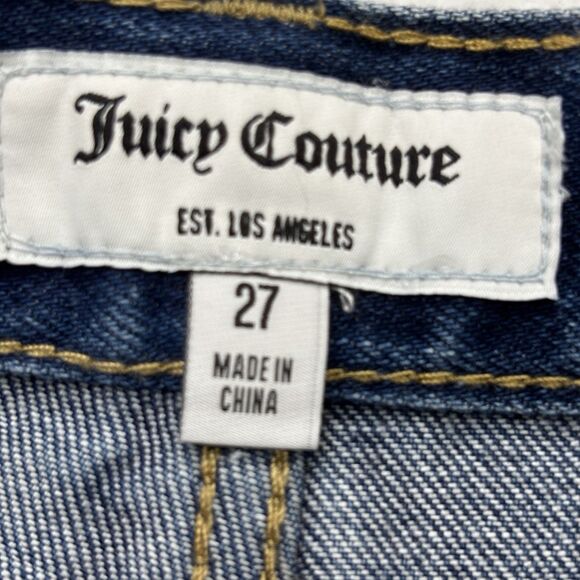 Juicy Couture
EST. LOS ANGELES
27
MADE IN
CHINA